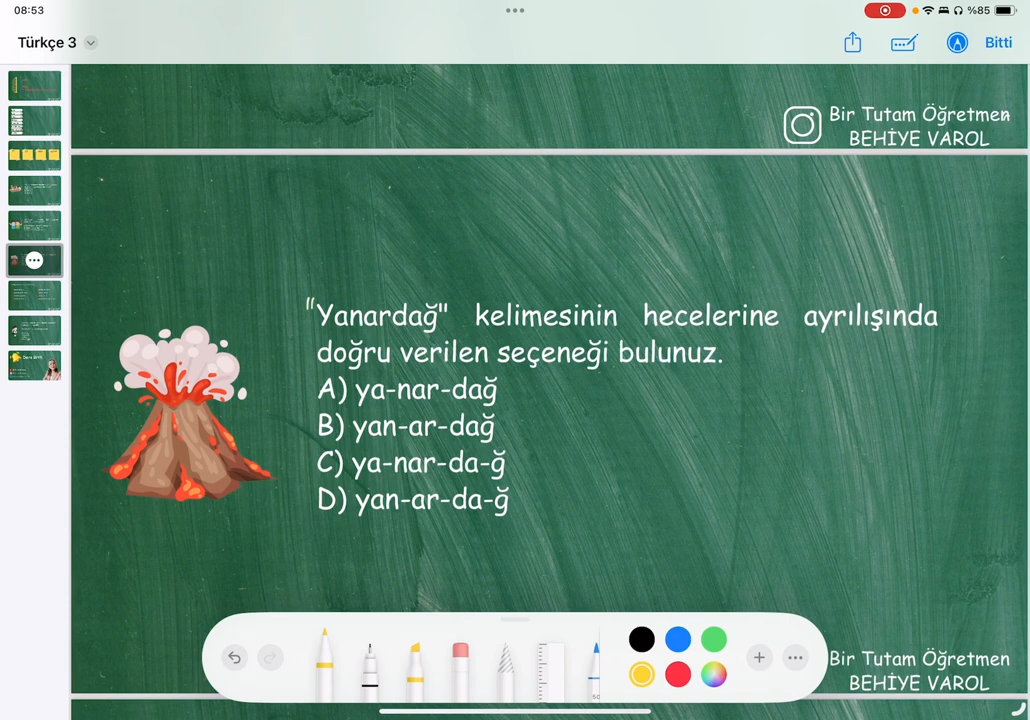 08:53
%85
Türkçe 3
Bitti
Bir Tutam Öğretmen
BEHİYE VAROL
"Yanardağ" kelimesinin hecelerine ayrılışında
doğru verilen seçeneği bulunuz.
A) ya-nar-dağ
B) yan-ar-dağ
C) ya-nar-da-ğ
D) yan-ar-da-ğ
Bir Tutam Öğretmen
BEHİYE VAROL